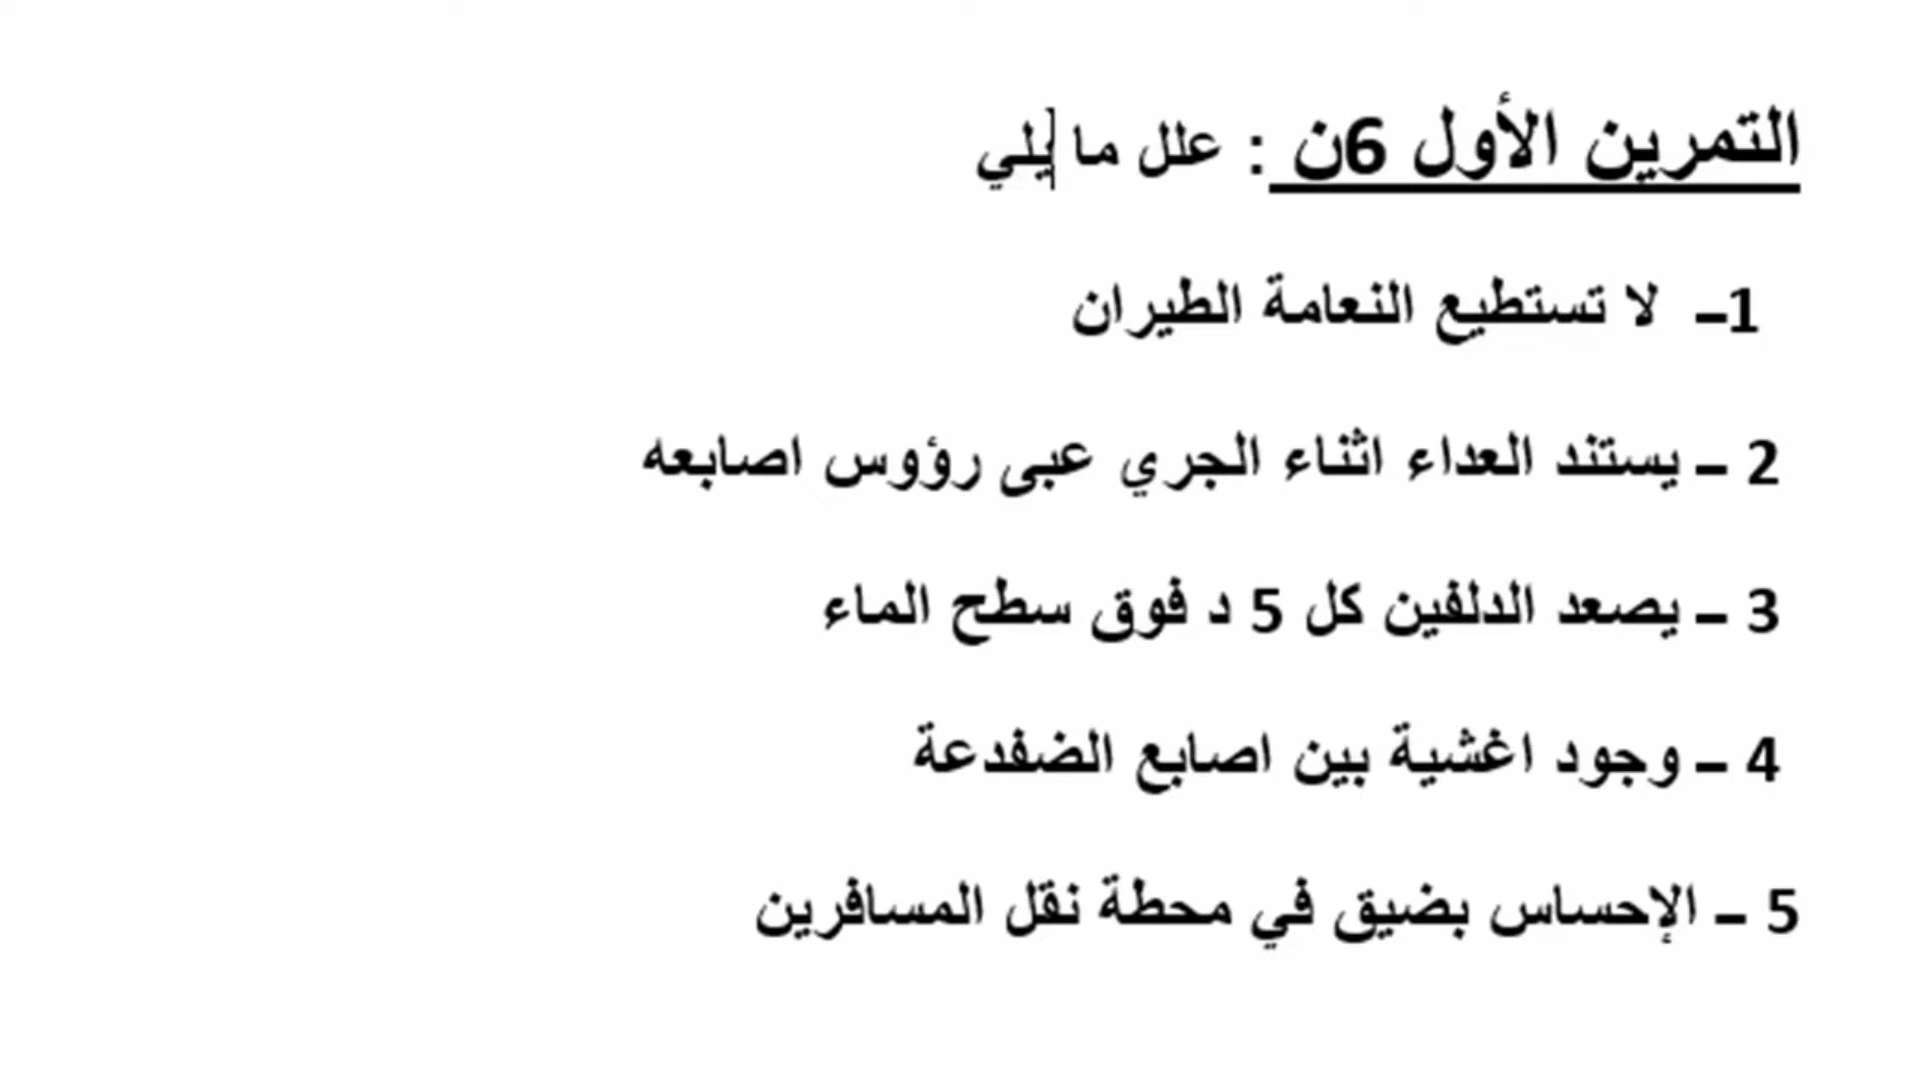 التمرين الأول 6ن : علل ما يلي
1– لا تستطيع النعامة الطيران
2 – يستند العداء اثناء الجري عبى رؤوس اصابعه
3 – يصعد الدلفين كل 5 د فوق سطح الماء
4 – وجود اغشية بين اصابع الضفدعة
5 – الإحساس بضيق في محطة نقل المسافرين